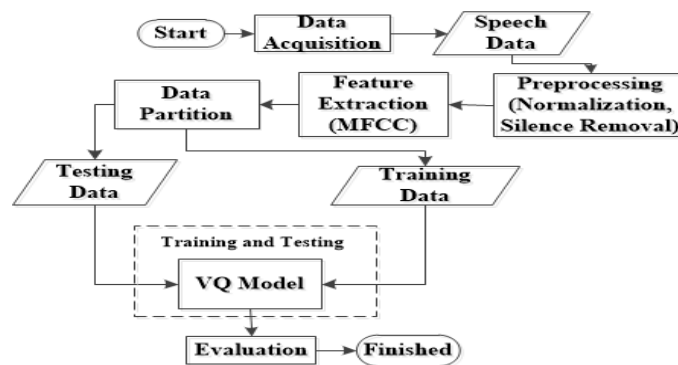 Start
Data
Acquisition
Speech
Data
Preprocessing
(Normalization,
Silence Removal)
Feature
Extraction
(MFCC)
Data
Partition
Testing
Data
Training
Data
Training and Testing
VQ Model
Evaluation
Finished